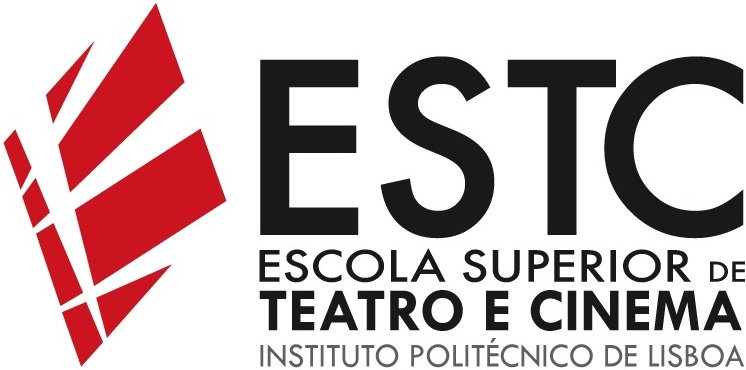 ESTC
ESCOLA SUPERIOR DE
TEATRO E CINEMA
INSTITUTO POLITÉCNICO DE LISBOA